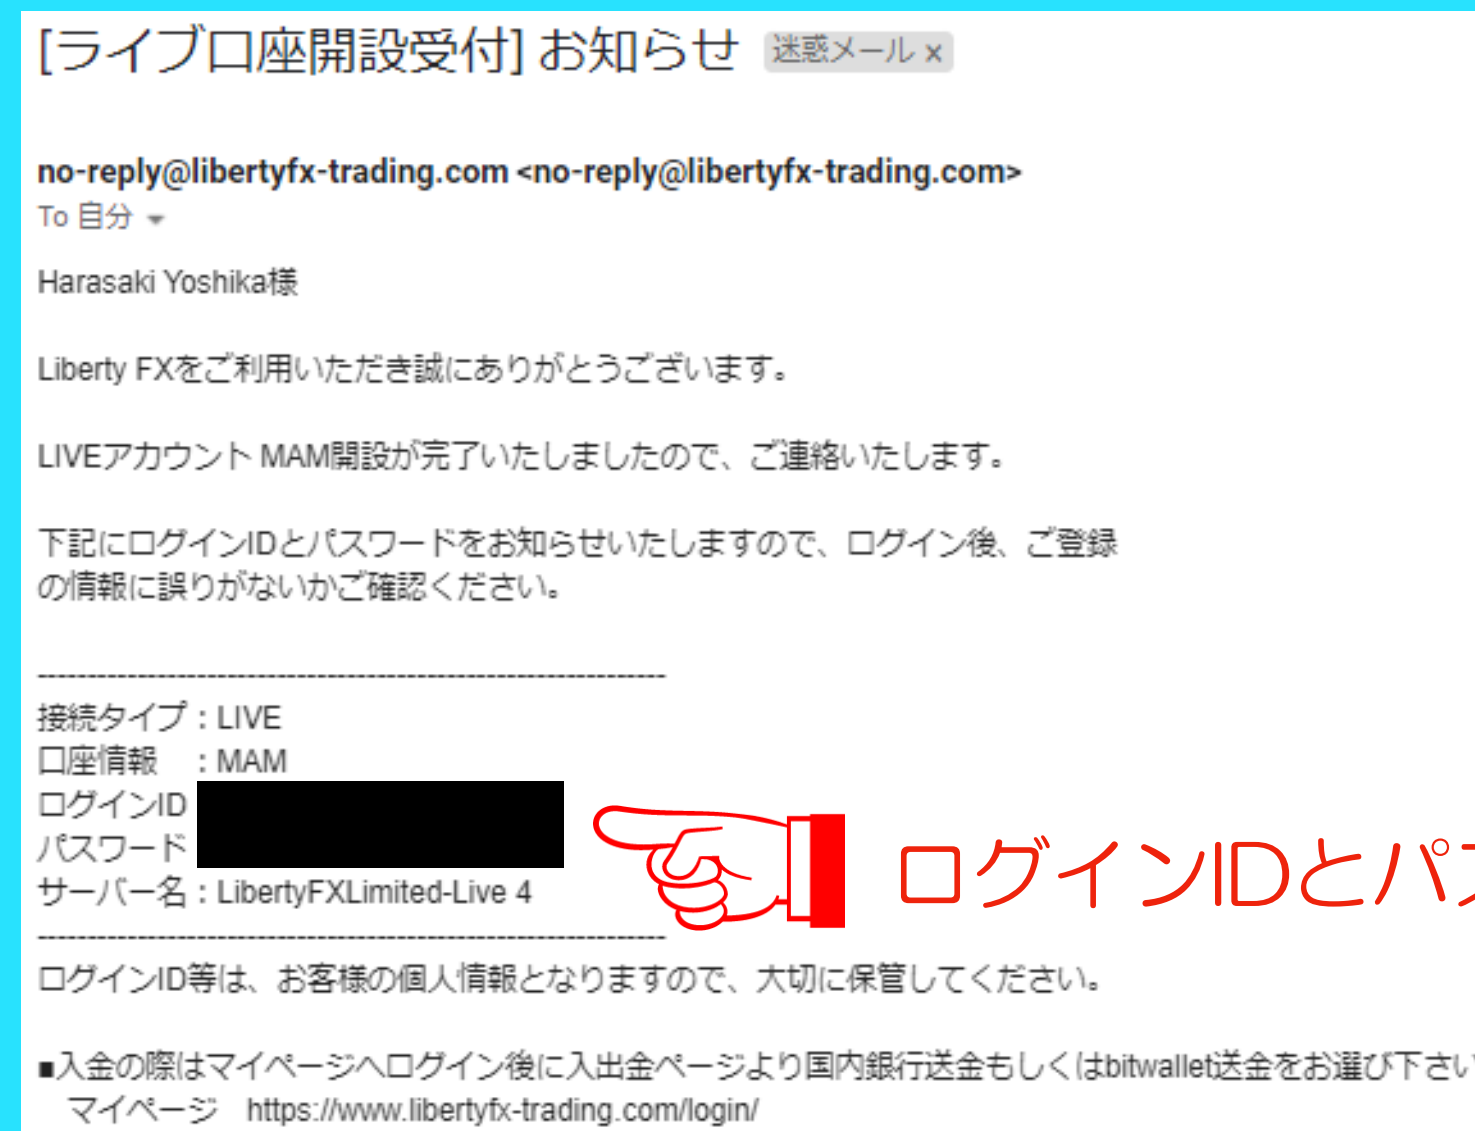 [ライブ口座開設受付] お知らせ 迷惑メール x
no-reply@libertyfx-trading.com <no-reply@libertyfx-trading.com>
To 自分
Harasaki Yoshika様
Liberty FXをご利用いただき誠にありがとうございます。
LIVEアカウント MAM開設が完了いたしましたので、ご連絡いたします。
下記にログインIDとパスワードをお知らせいたしますので、ログイン後、ご登録
の情報に誤りがないかご確認ください。
---------------------------------------------------------------
接続タイプ : LIVE
口座情報 : MAM
ログインID
パスワード
サーバー名 : LibertyFXLimited-Live 4
ログインIDとパス
---------------------------------------------------------------
ログインID等は、お客様の個人情報となりますので、大切に保管してください。
■入金の際はマイページへログイン後に入出金ページより国内銀行送金もしくはbitwallet送金をお選び下さい
マイページ https://www.libertyfx-trading.com/login/